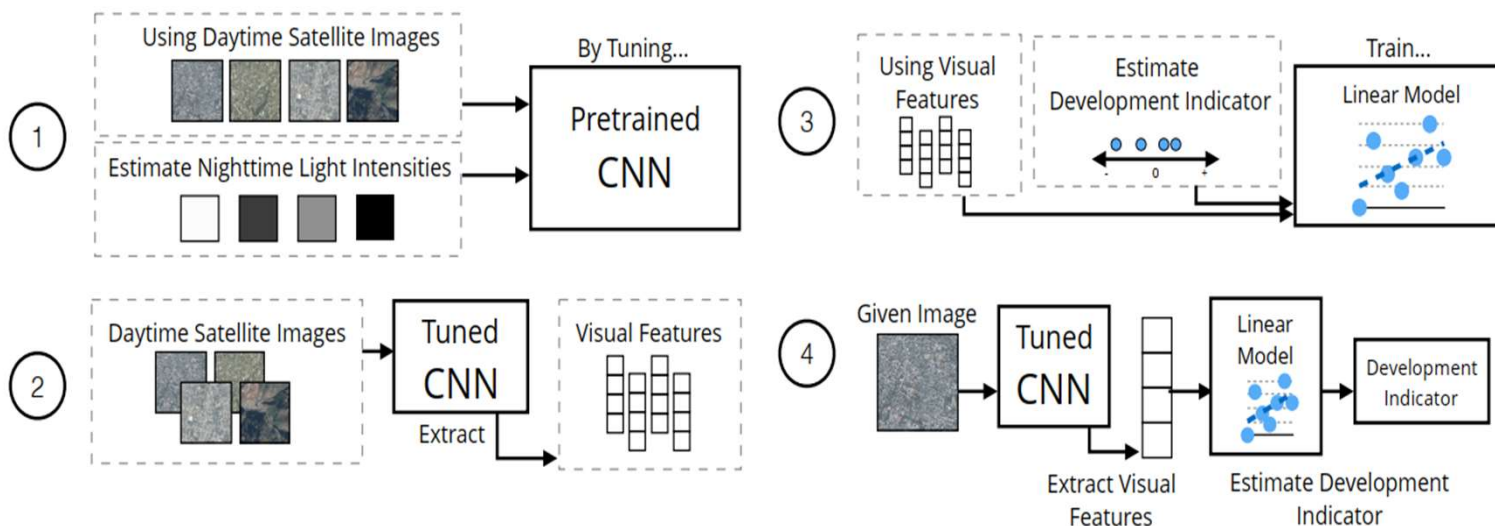 1
Using Daytime Satellite Images
Estimate Nighttime Light Intensities
By Tuning...
Pretrained
CNN
2
Daytime Satellite Images
Tuned
CNN
Extract
Visual Features
3
Using Visual
Features
Estimate
Development Indicator
- 0 +
Train...
Linear Model
4
Given Image
Tuned
CNN
Extract Visual
Features
Linear
Model
Estimate Development
Indicator
Development
Indicator